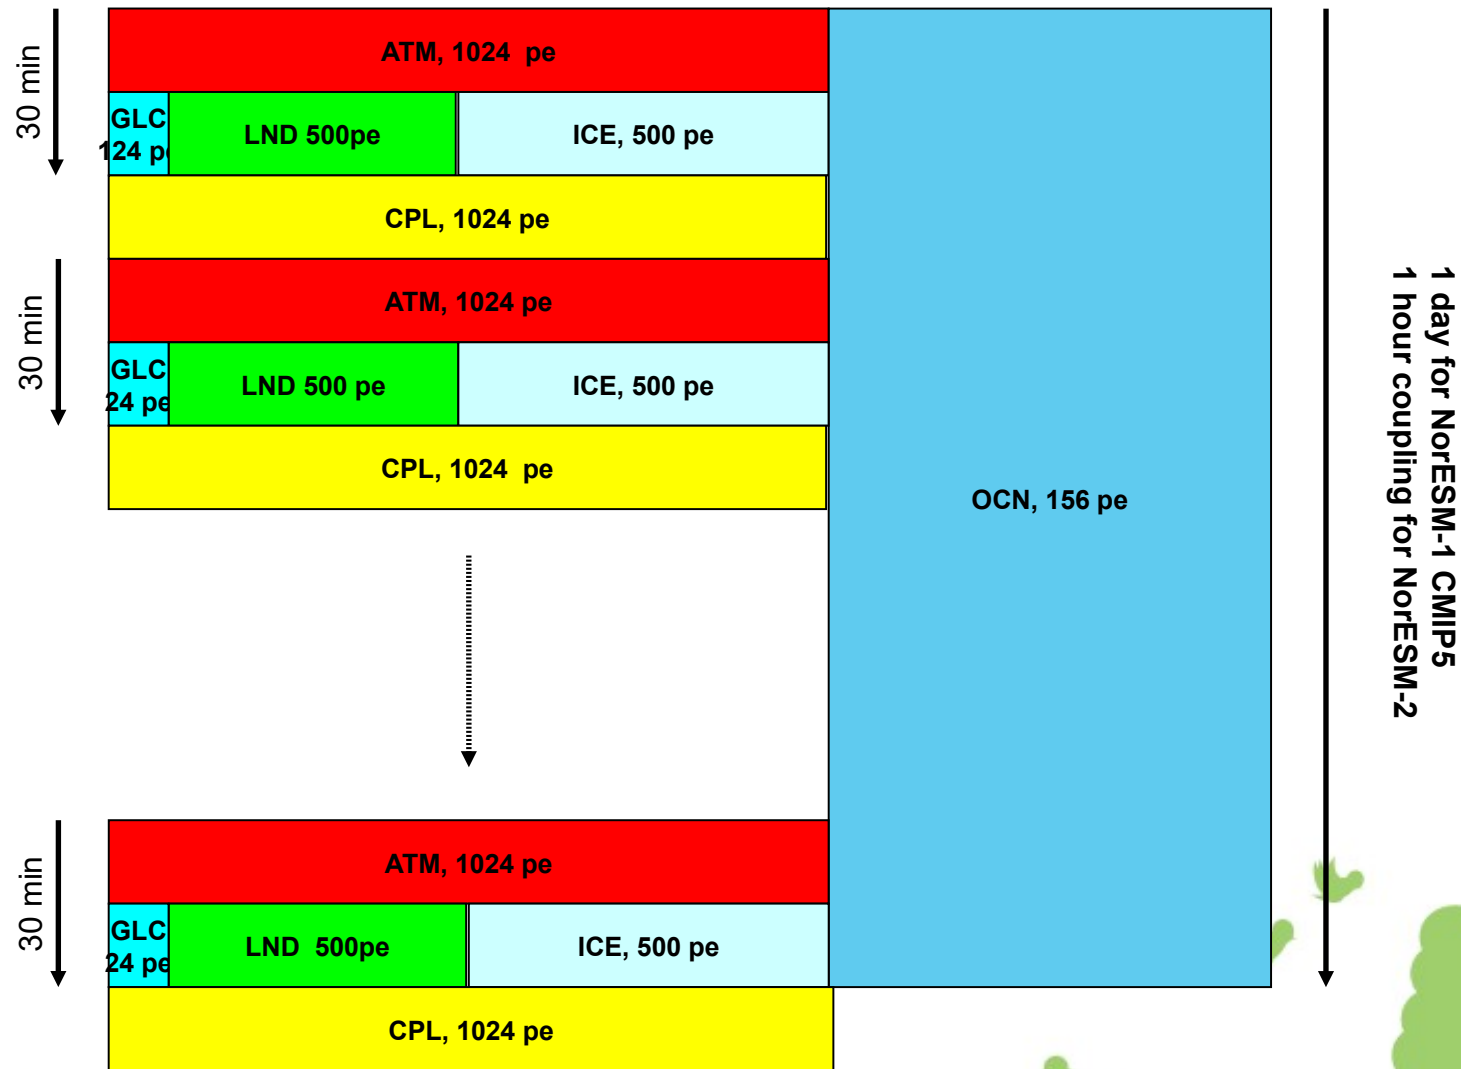 30 min
ATM, 1024 pe
GLC
124 pe
LND 500pe
ICE, 500 pe
CPL, 1024 pe
30 min
ATM, 1024 pe
GLC
24 pe
LND 500 pe
ICE, 500 pe
CPL, 1024 pe
OCN, 156 pe
1 day for NorESM-1 CMIP5
1 hour coupling for NorESM-2
30 min
ATM, 1024 pe
GLC
24 pe
LND 500pe
ICE, 500 pe
CPL, 1024 pe